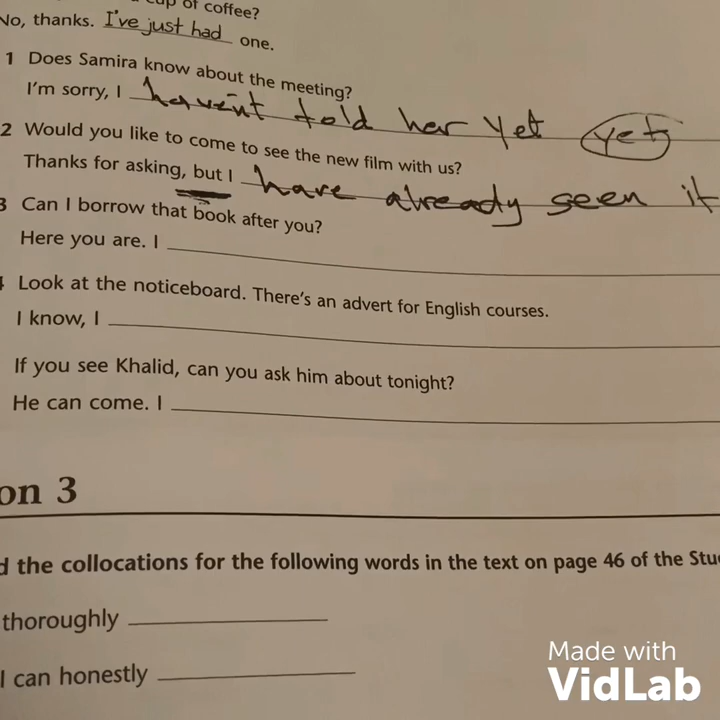 cup of coffee?
No, thanks. I've just had one.
1 Does Samira know about the meeting?
I'm sorry, I haven't told her yet yet
2 Would you like to come to see the new film with us?
Thanks for asking, but I have already seen it
3 Can I borrow that book after you?
Here you are. I
4 Look at the noticeboard. There's an advert for English courses.
I know, I
If you see Khalid, can you ask him about tonight?
He can come. I
on 3
the collocations for the following words in the text on page 46 of the
thoroughly
I can honestly
Made with
VidLab